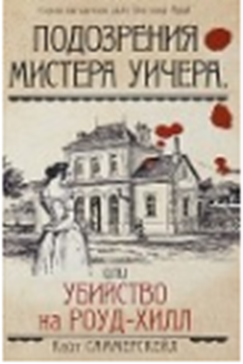 ПОДОЗРЕНИЯ
МИСТЕРА УИЧЕРА,
ИЛИ
УБИЙСТВО
на РОУД-ХИЛЛ
Кейт САММЕРСКЕЙЛ